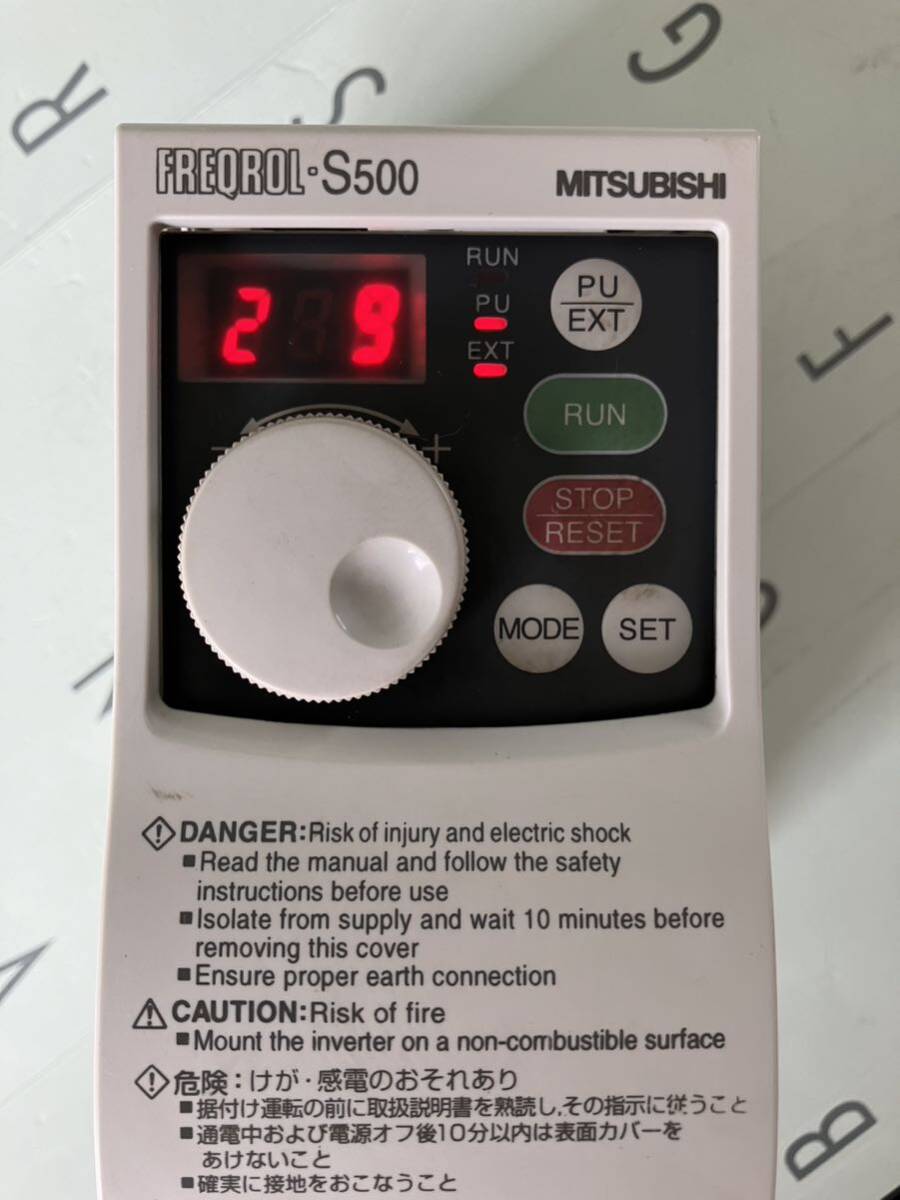 R
S
G
FREQROL-S500
MITSUBISHI
2 9
RUN
PU
EXT
PU
EXT
RUN
- +
STOP
RESET
MODE
SET
F
DANGER:Risk of injury and electric shock
■Read the manual and follow the safety
instructions before use
■Isolate from supply and wait 10 minutes before
removing this cover
■Ensure proper earth connection
CAUTION:Risk of fire
■Mount the inverter on a non-combustible surface
危険:けが・感電のおそれあり
■据付け運転の前に取扱説明書を熟読し,その指示に従うこと
■通電中および電源オフ後10分以内は表面カバーを
あけないこと
■確実に接地をおこなうこと
B